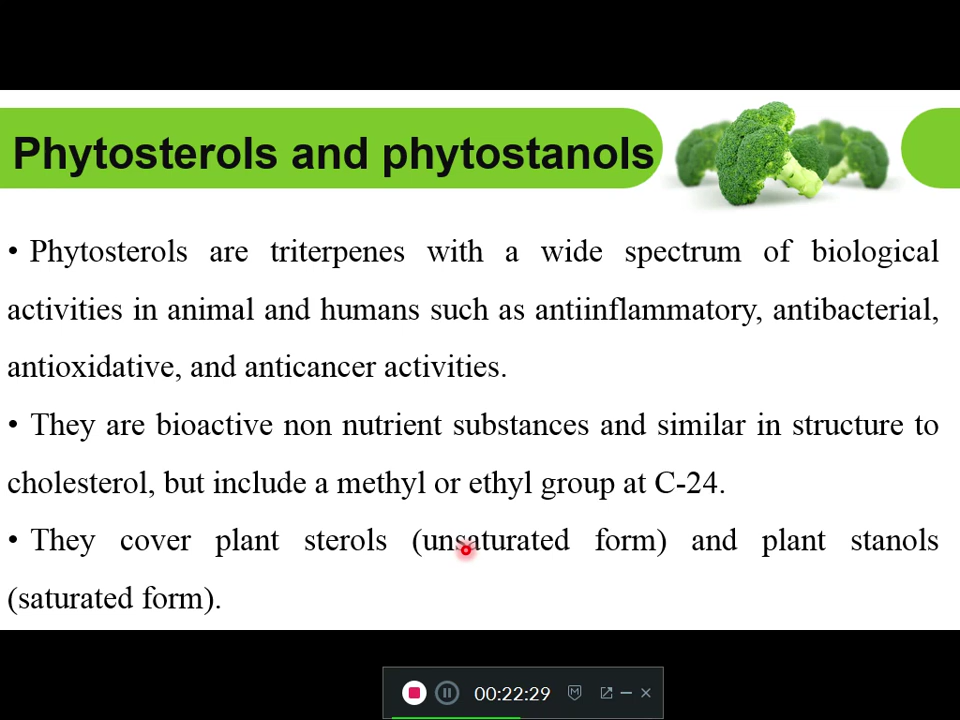 Phytosterols and phytostanols
• Phytosterols are triterpenes with a wide spectrum of biological
activities in animal and humans such as antiinflammatory, antibacterial,
antioxidative, and anticancer activities.
• They are bioactive non nutrient substances and similar in structure to
cholesterol, but include a methyl or ethyl group at C-24.
• They cover plant sterols (unsaturated form) and plant stanols
(saturated form).
00:22:29